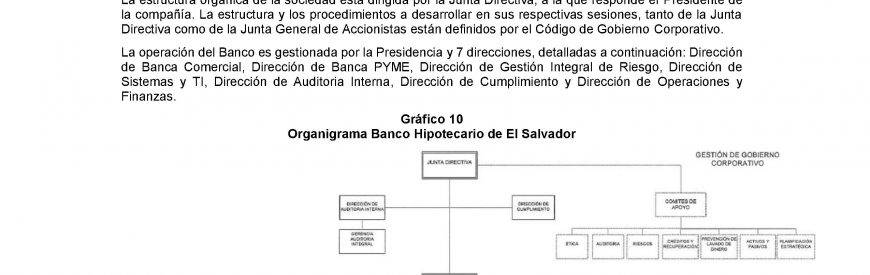 La estructura orgánica de la sociedad está dirigida por la Junta Directiva, a la que responde el Presidente de
la compañía. La estructura y los procedimientos a desarrollar en sus respectivas sesiones, tanto de la Junta
Directiva como de la Junta General de Accionistas están definidos por el Código de Gobierno Corporativo.
La operación del Banco es gestionada por la Presidencia y 7 direcciones, detalladas a continuación: Dirección
de Banca Comercial, Dirección de Banca PYME, Dirección de Gestión Integral de Riesgo, Dirección de
Sistemas y TI, Dirección de Auditoria Interna, Dirección de Cumplimiento y Dirección de Operaciones y
Finanzas.
Gráfico 10
Organigrama Banco Hipotecario de El Salvador
JUNTA DIRECTIVA
GESTIÓN DE GOBIERNO
CORPORATIVO
DIRECCIÓN DE
AUDITORIA INTERNA
DIRECCIÓN DE
CUMPLIMIENTO
COMITES DE
APOYO
GERENCIA
AUDITORIA
INTEGRAL
ETICA
AUDITORIA
RIESGOS
CRÉDITOS Y
RECUPERACIÓN
PREVENCIÓN DE
LAVADO DE
DINERO
ACTIVOS Y
PASIVOS
PLANIFICACIÓN
ESTRATÉGICA